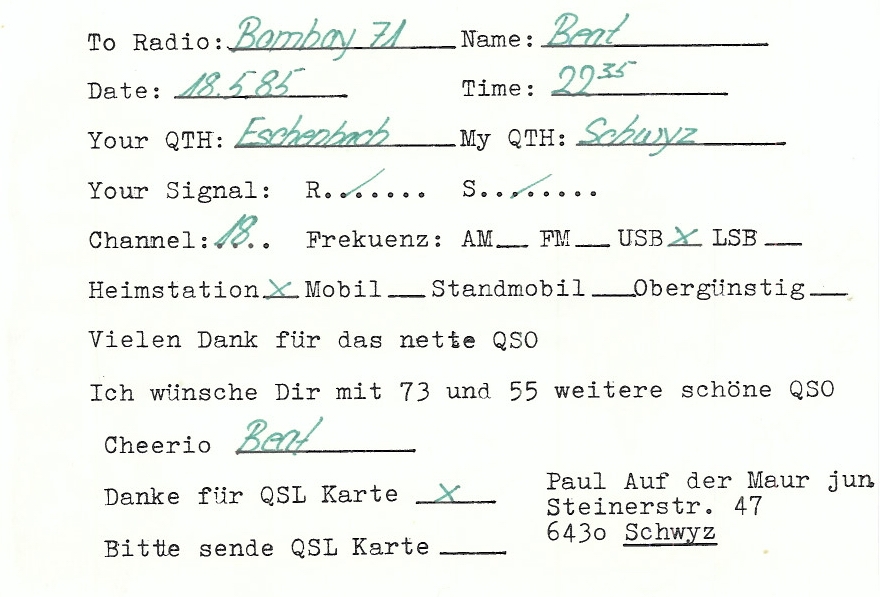 To Radio: Bombay 71 Name: Beat
Date: 18.5.85 Time: 22³⁵
Your QTH: Eschenbach My QTH: Schwyz
Your Signal: R./...... S../.....
Channel: 18.. Frekuenz: AM__ FM__ USB X LSB__
Heimstation X Mobil__ Standmobil__ Obergünstig__
Vielen Dank für das nette QSO
Ich wünsche Dir mit 73 und 55 weitere schöne QSO
Cheerio Beat
Danke für QSL Karte X
Bitte sende QSL Karte____
Paul Auf der Maur jun
Steinerstr. 47
6430 Schwyz